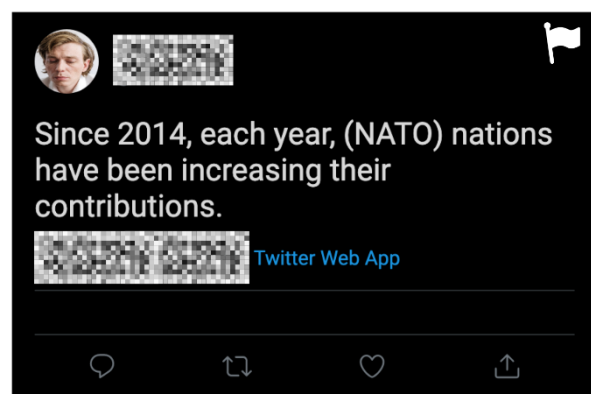 Since 2014, each year, (NATO) nations
have been increasing their
contributions.
Twitter Web App